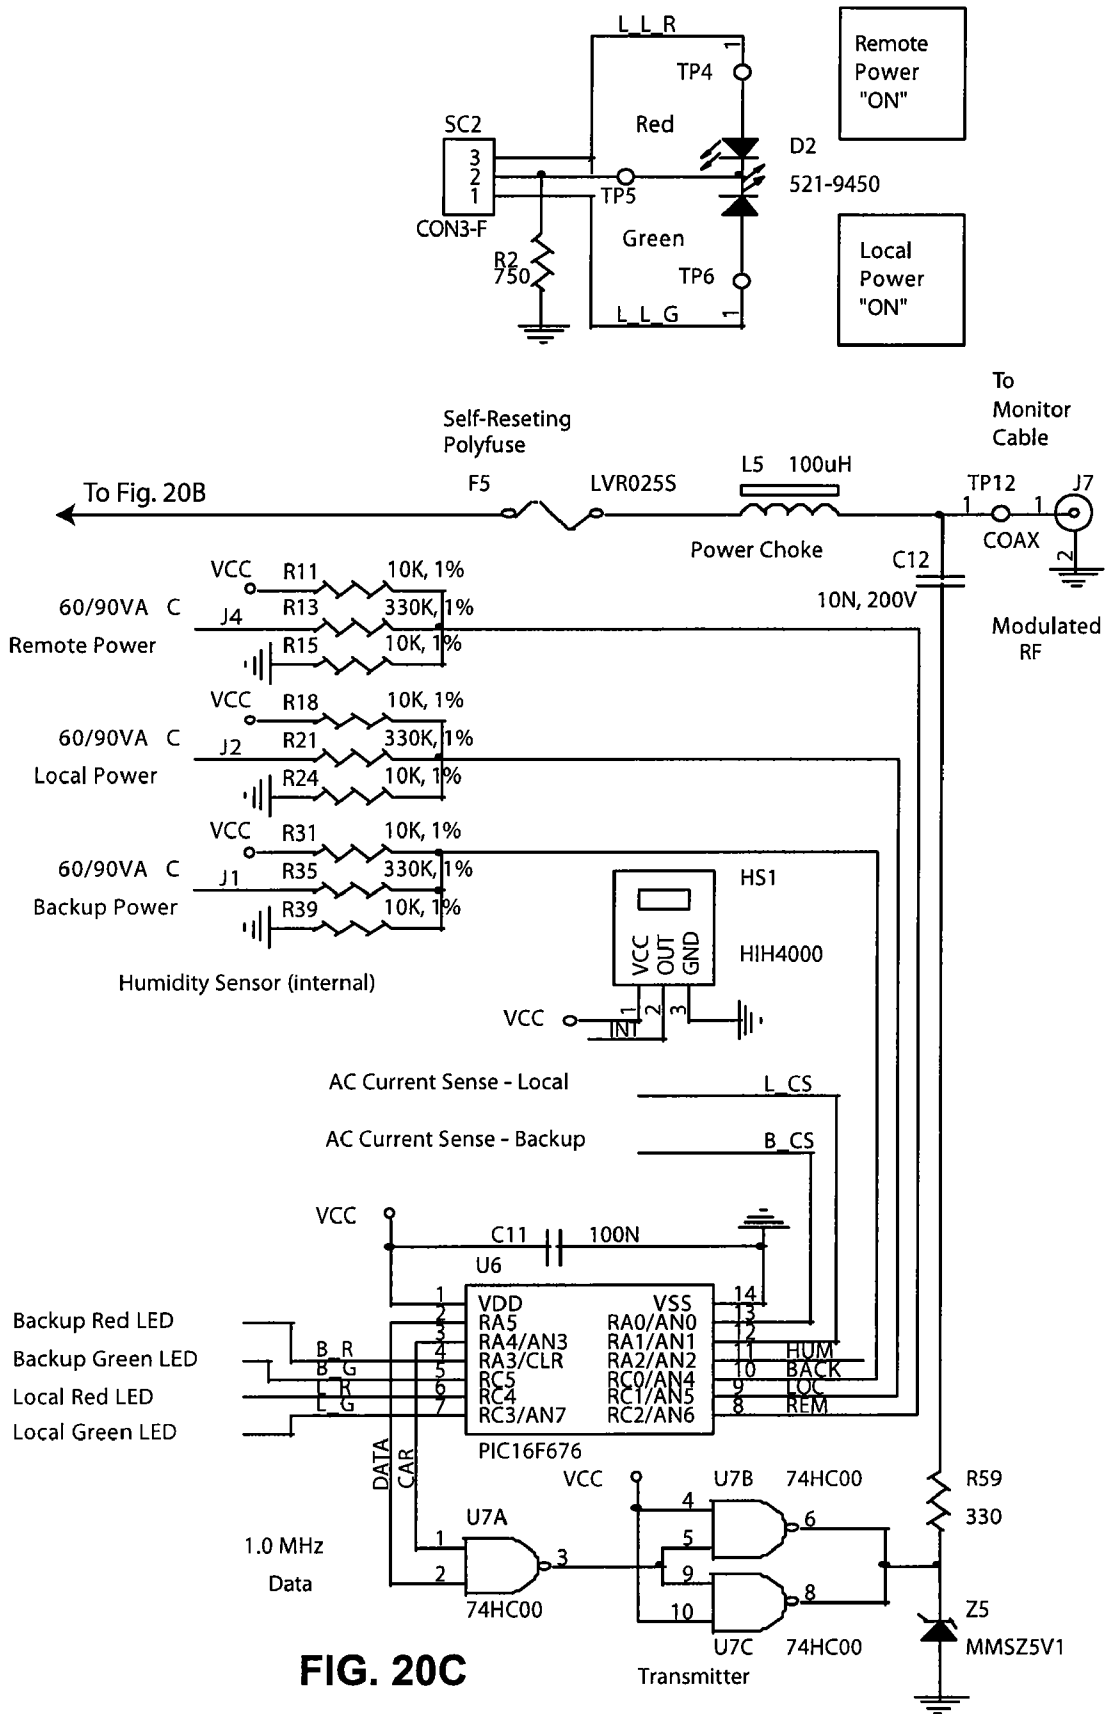 L_L_R
1
TP4
Remote
Power
"ON"
SC2
Red
3
2
1
D2
TP5
521-9450
CON3-F
Green
R2
750
TP6
Local
Power
"ON"
L_L_G
1
To
Monitor
Cable
Self-Reseting
Polyfuse
L5 100uH
To Fig. 20B
F5
LVR025S
TP12
J7
1
1
COAX
2
Power Choke
C12
10N, 200V
Modulated
RF
VCC
R11
10K, 1%
60/90VA C
J4
R13
330K, 1%
Remote Power
R15
10K, 1%
VCC
R18
10K, 1%
60/90VA C
J2
R21
330K, 1%
Local Power
R24
10K, 1%
VCC
R31
10K, 1%
60/90VA C
J1
R35
330K, 1%
Backup Power
R39
10K, 1%
HS1
VCC
OUT
GND
HIH4000
Humidity Sensor (internal)
1
2
3
VCC
INT
AC Current Sense - Local
L_CS
AC Current Sense - Backup
B_CS
VCC
C11
100N
U6
1
VDD
VSS
14
2
RA5
RA0/AN0
13
3
RA4/AN3
RA1/AN1
12
Backup Red LED
B_R
4
RA3/CLR
RA2/AN2
11
HUM
Backup Green LED
B_G
5
RC5
RC0/AN4
10
BACK
Local Red LED
L_R
6
RC4
RC1/AN5
9
LOC
Local Green LED
L_G
7
RC3/AN7
RC2/AN6
8
REM
PIC16F676
DATA
CAR
VCC
U7B
74HC00
4
5
6
R59
330
U7A
1
2
3
74HC00
1.0 MHz
Data
9
10
8
U7C
74HC00
Z5
MMSZ5V1
Transmitter
FIG. 20C